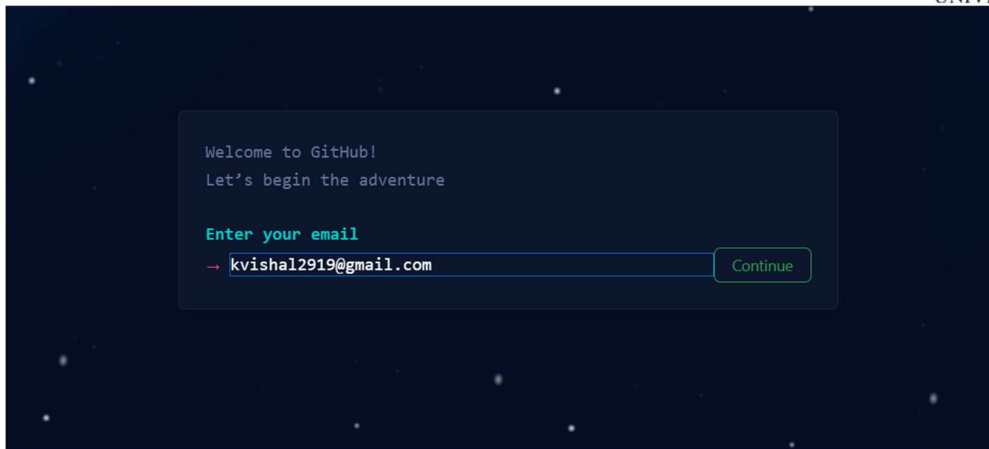 Welcome to GitHub!
Let’s begin the adventure
Enter your email
→ kvishal2919@gmail.com
Continue